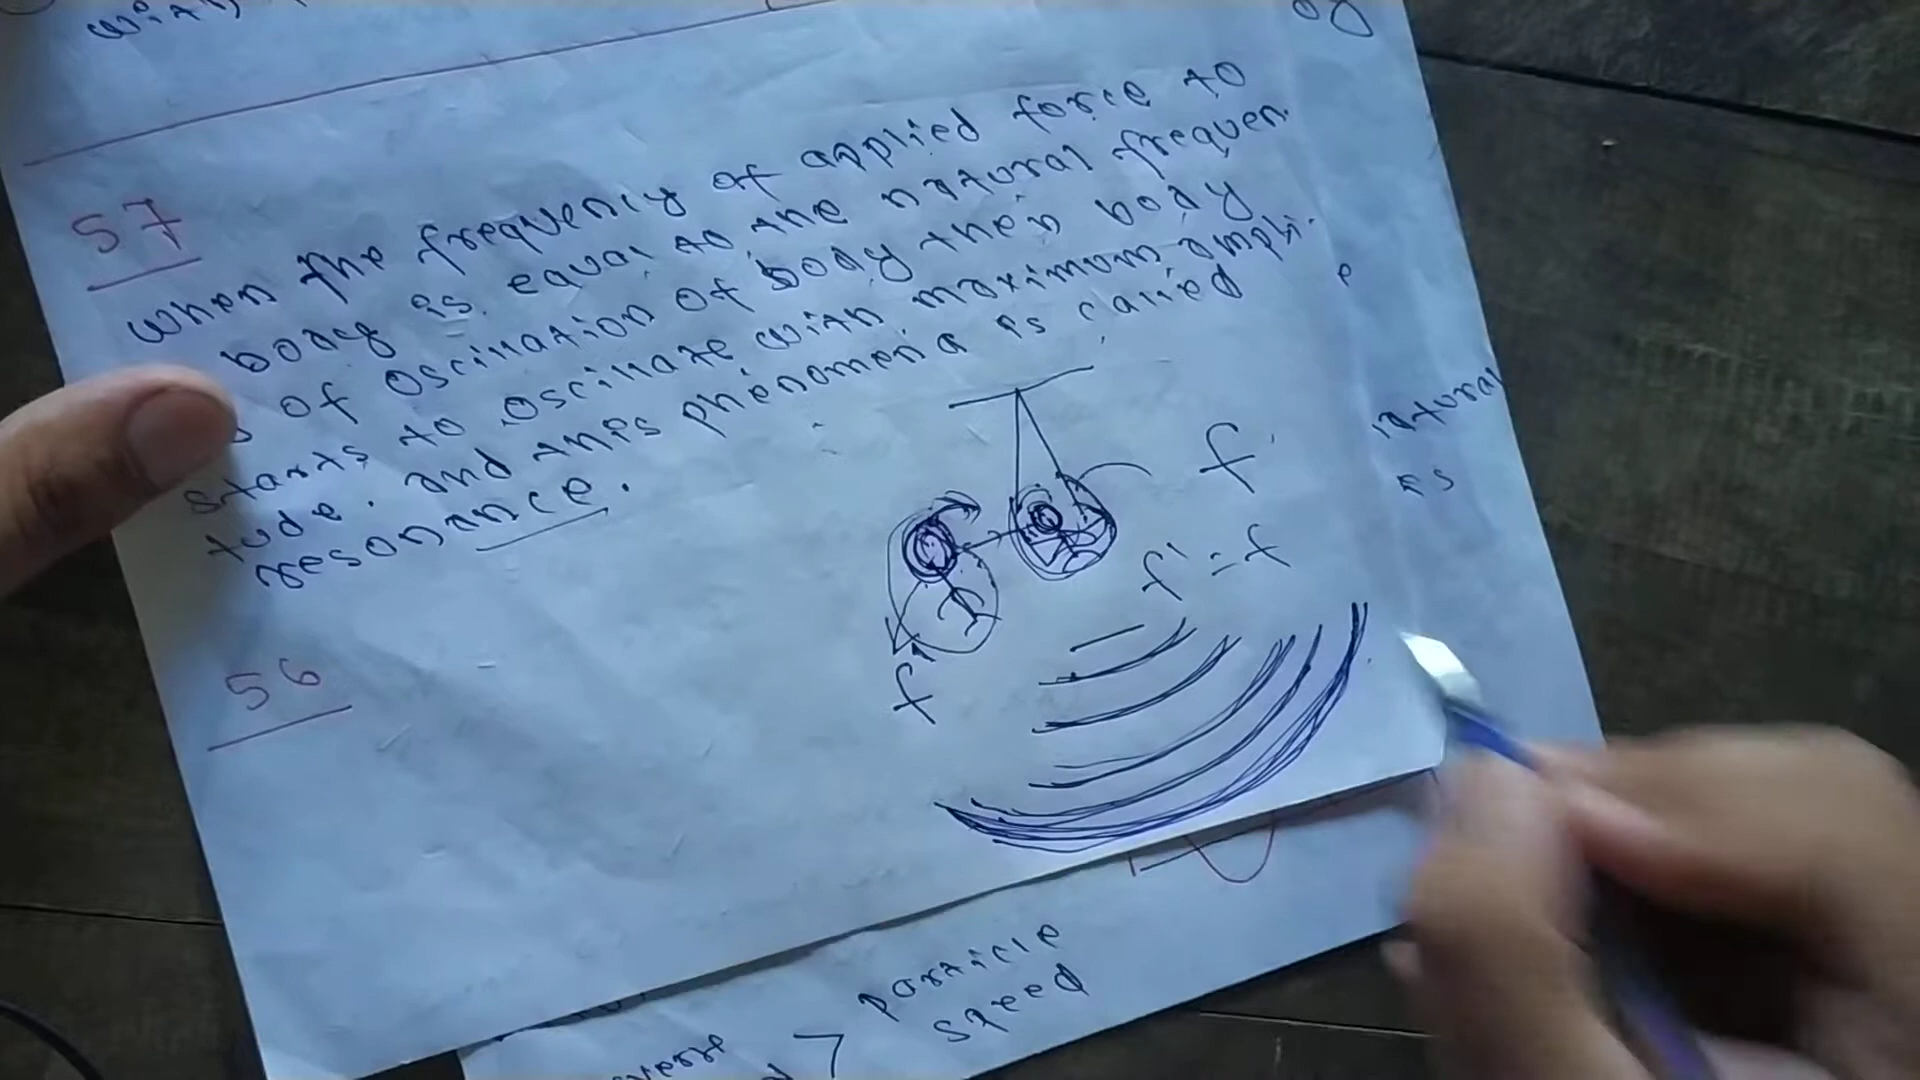 57
When the frequency of applied force to
body is equal to the natural frequen.
of oscillation of body then body
starts to oscillate with maximum ampli.
tude. and this phenomena is called
resonance.
f
f' = f
f'
56
e
natural
es
> particle
speed